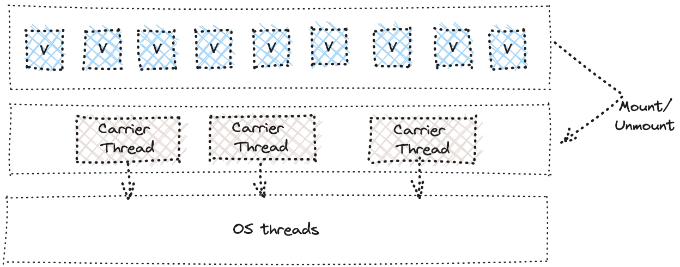 V V V V V V V V V
Mount/
Unmount
Carrier
Thread
Carrier
Thread
Carrier
Thread
OS threads